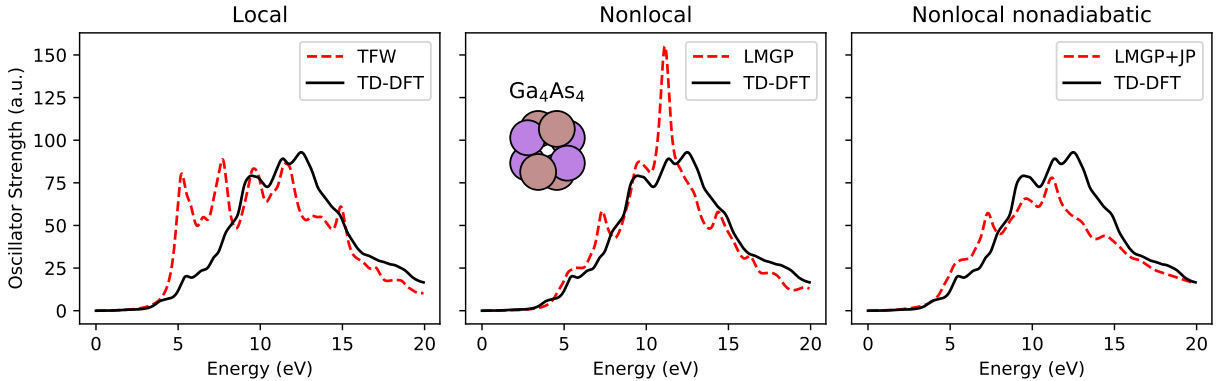 Local
Nonlocal
Nonlocal nonadiabatic
Oscillator Strength (a.u.)
150
125
100
75
50
25
0
TFW
TD-DFT
0 5 10 15 20
Energy (eV)
LMGP
TD-DFT
Ga₄As₄
0 5 10 15 20
Energy (eV)
LMGP+JP
TD-DFT
0 5 10 15 20
Energy (eV)